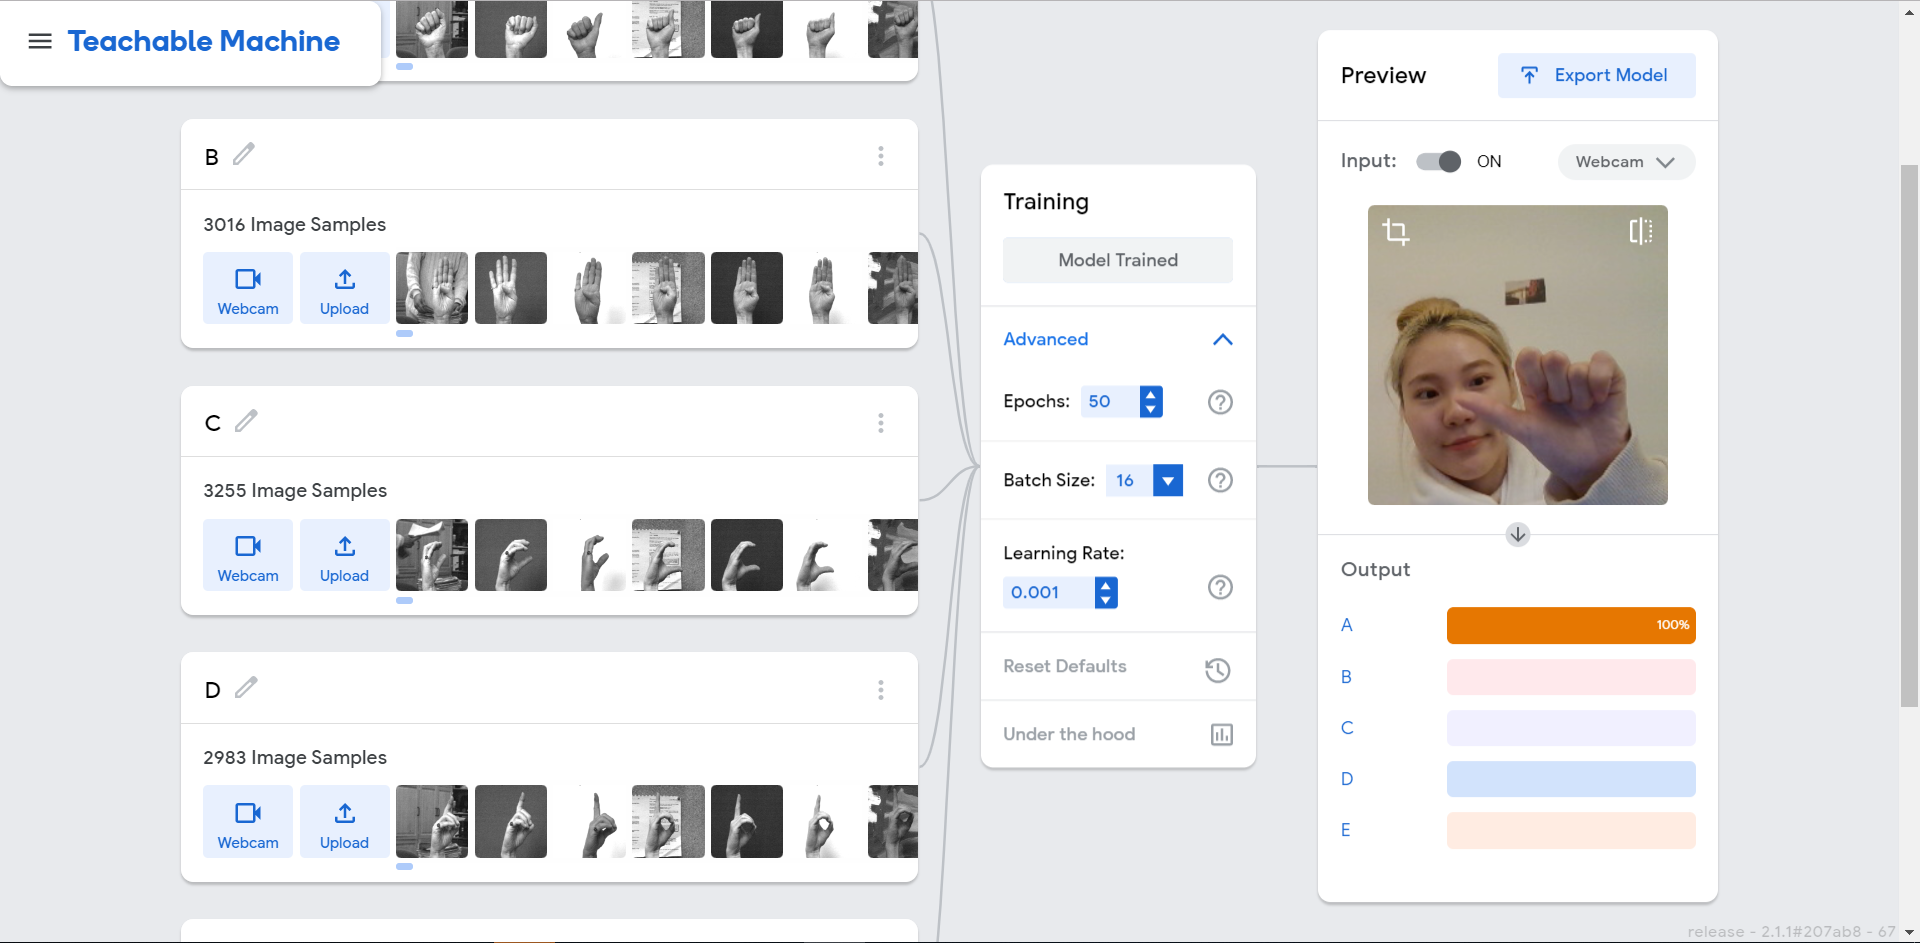 Teachable Machine
B
3016 Image Samples
Webcam
Upload
C
3255 Image Samples
Webcam
Upload
D
2983 Image Samples
Webcam
Upload
Training
Model Trained
Advanced
Epochs: 50
Batch Size: 16
Learning Rate:
0.001
Reset Defaults
Under the hood
Preview
Export Model
Input: ON Webcam
Output
A 100%
B
C
D
E
release - 2.1.1#207ab8 - 67